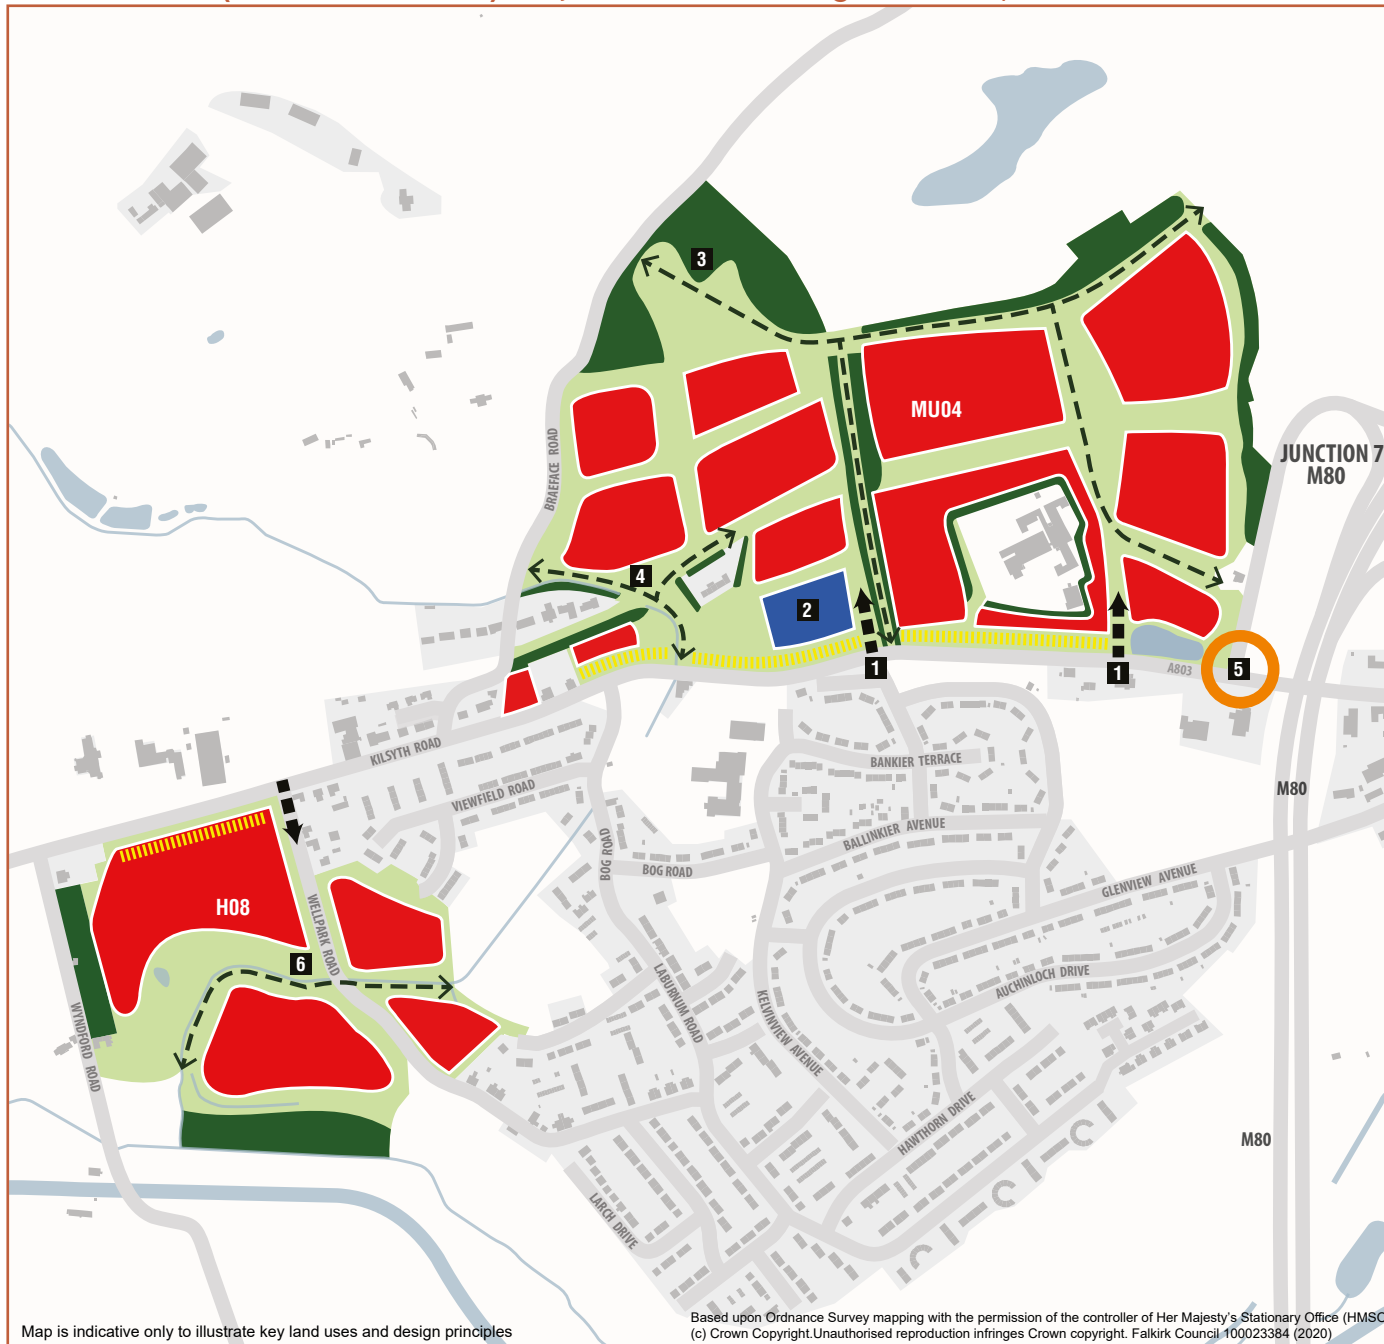 3
MU04
JUNCTION 7
M80
BRAEFACE ROAD
4
2
1
1
A803
5
KILSYTH ROAD
BANKIER TERRACE
M80
VIEWFIELD ROAD
BALLINKIER AVENUE
BOG ROAD
BOG ROAD
GLENVIEW AVENUE
H08
WELLPARK ROAD
6
LABURNUM ROAD
AUCHINLOCH DRIVE
KELVINVIEW AVENUE
WYNDFORD ROAD
HAWTHORN DRIVE
M80
LARCH DRIVE
Based upon Ordnance Survey mapping with the permission of the controller of Her Majesty's Stationary Office (HMSO
Map is indicative only to illustrate key land uses and design principles
(c) Crown Copyright.Unauthorised reproduction infringes Crown copyright. Falkirk Council 100023384 (2020)